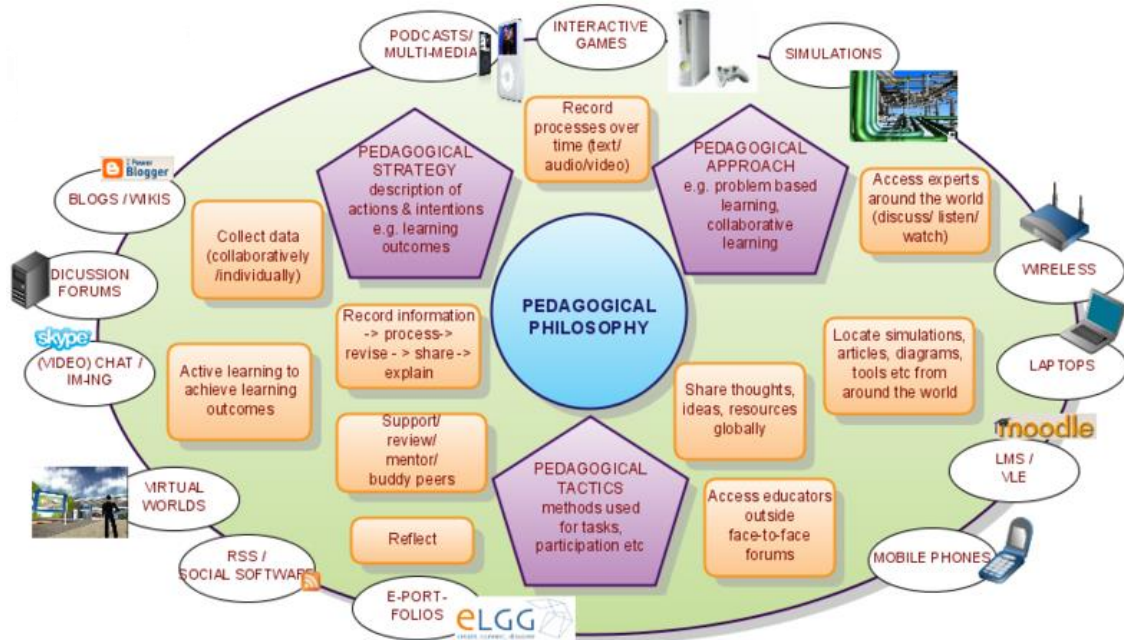 PODCASTS/
MULTI-MEDIA
INTERACTIVE
GAMES
SIMULATIONS
Record
processes over
time (text/
audio/video)
PEDAGOGICAL
STRATEGY
description of
actions & intentions
e.g. learning
outcomes
PEDAGOGICAL
APPROACH
e.g. problem based
learning,
collaborative
learning
Access experts
around the world
(discuss/ listen/
watch)
Blogger
BLOGS / WIKIS
Collect data
(collaboratively
/individually)
WIRELESS
DICUSSION
FORUMS
PEDAGOGICAL
PHILOSOPHY
skype
(VIDEO) CHAT /
IM-ING
Record information
-> process->
revise - > share ->
explain
Locate simulations,
articles, diagrams,
tools etc from
around the world
LAPTOPS
Active learning to
achieve learning
outcomes
Share thoughts,
ideas, resources
globally
moodle
LMS /
VLE
Support/
review/
mentor/
buddy peers
PEDAGOGICAL
TACTICS
methods used
for tasks,
participation etc
Access educators
outside
face-to-face
forums
VIRTUAL
WORLDS
Reflect
MOBILE PHONES
RSS /
SOCIAL SOFTWARE
E-PORT-
FOLIOS
eLGG